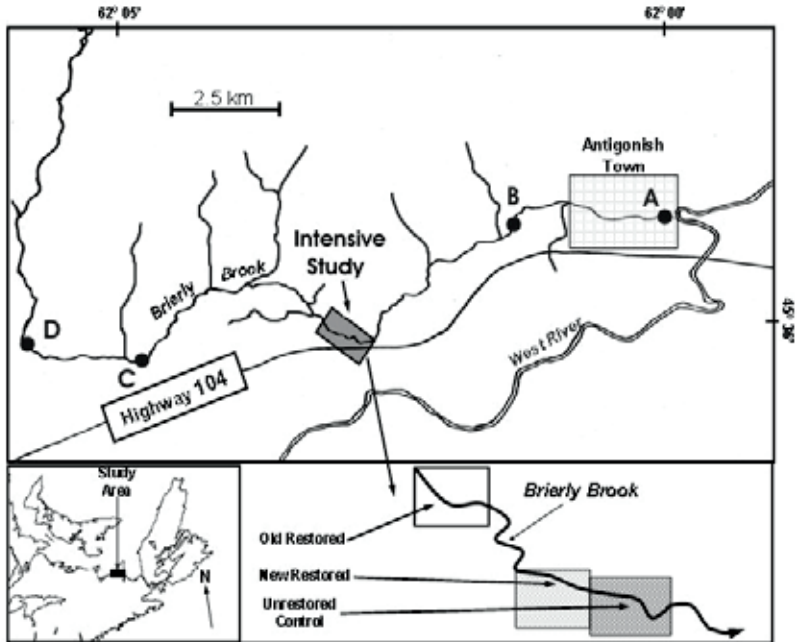 62° 05'
62° 00'
2.5 km
Antigonish
Town
A
B
Intensive
Study
Brierly Brook
D
C
Highway 104
West River
45° 36'
Study
Area
N
Brierly Brook
Old Restored
New Restored
Unrestored
Control